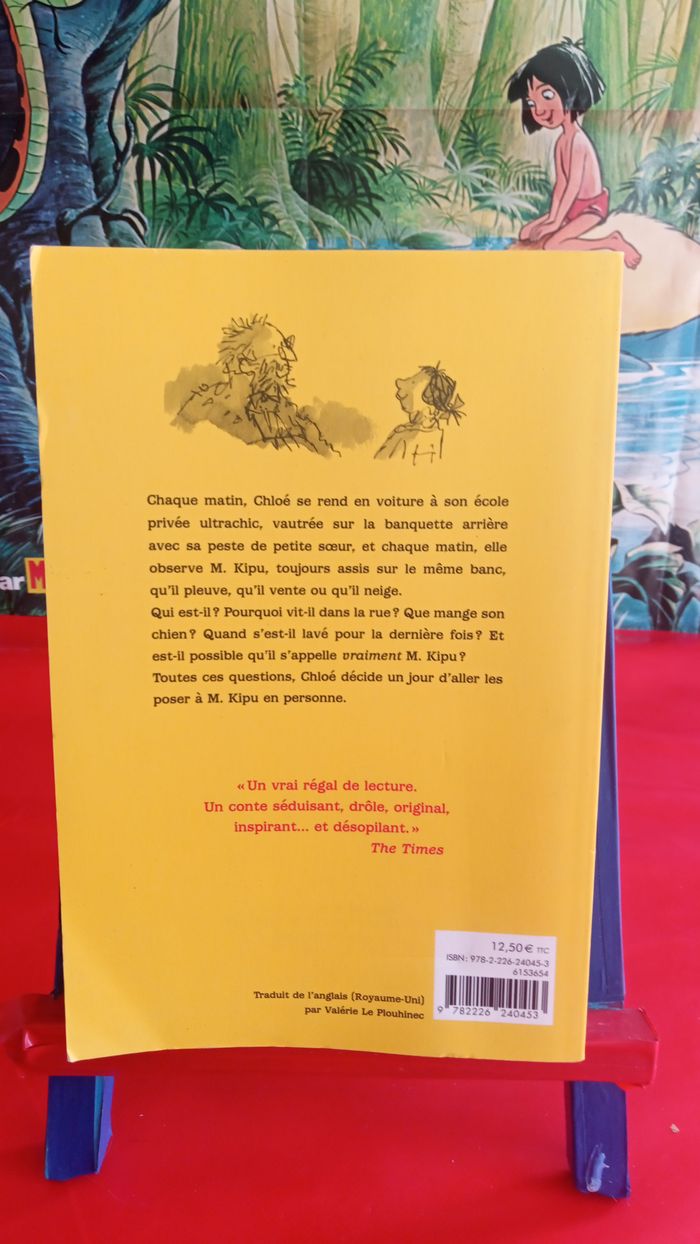 Chaque matin, Chloé se rend en voiture à son école
privée ultrachic, vautrée sur la banquette arrière
avec sa peste de petite sœur, et chaque matin, elle
observe M. Kipu, toujours assis sur le même banc,
qu'il pleuve, qu'il vente ou qu'il neige.
Qui est-il ? Pourquoi vit-il dans la rue ? Que mange son
chien ? Quand s'est-il lavé pour la dernière fois ? Et
est-il possible qu'il s'appelle vraiment M. Kipu ?
Toutes ces questions, Chloé décide un jour d'aller les
poser à M. Kipu en personne.
« Un vrai régal de lecture.
Un conte séduisant, drôle, original,
inspirant... et désopilant. »
The Times
12,50 € TTC
ISBN : 978-2-226-24045-3
6153654
9 782226 240453
Traduit de l'anglais (Royaume-Uni)
par Valérie Le Plouhinec